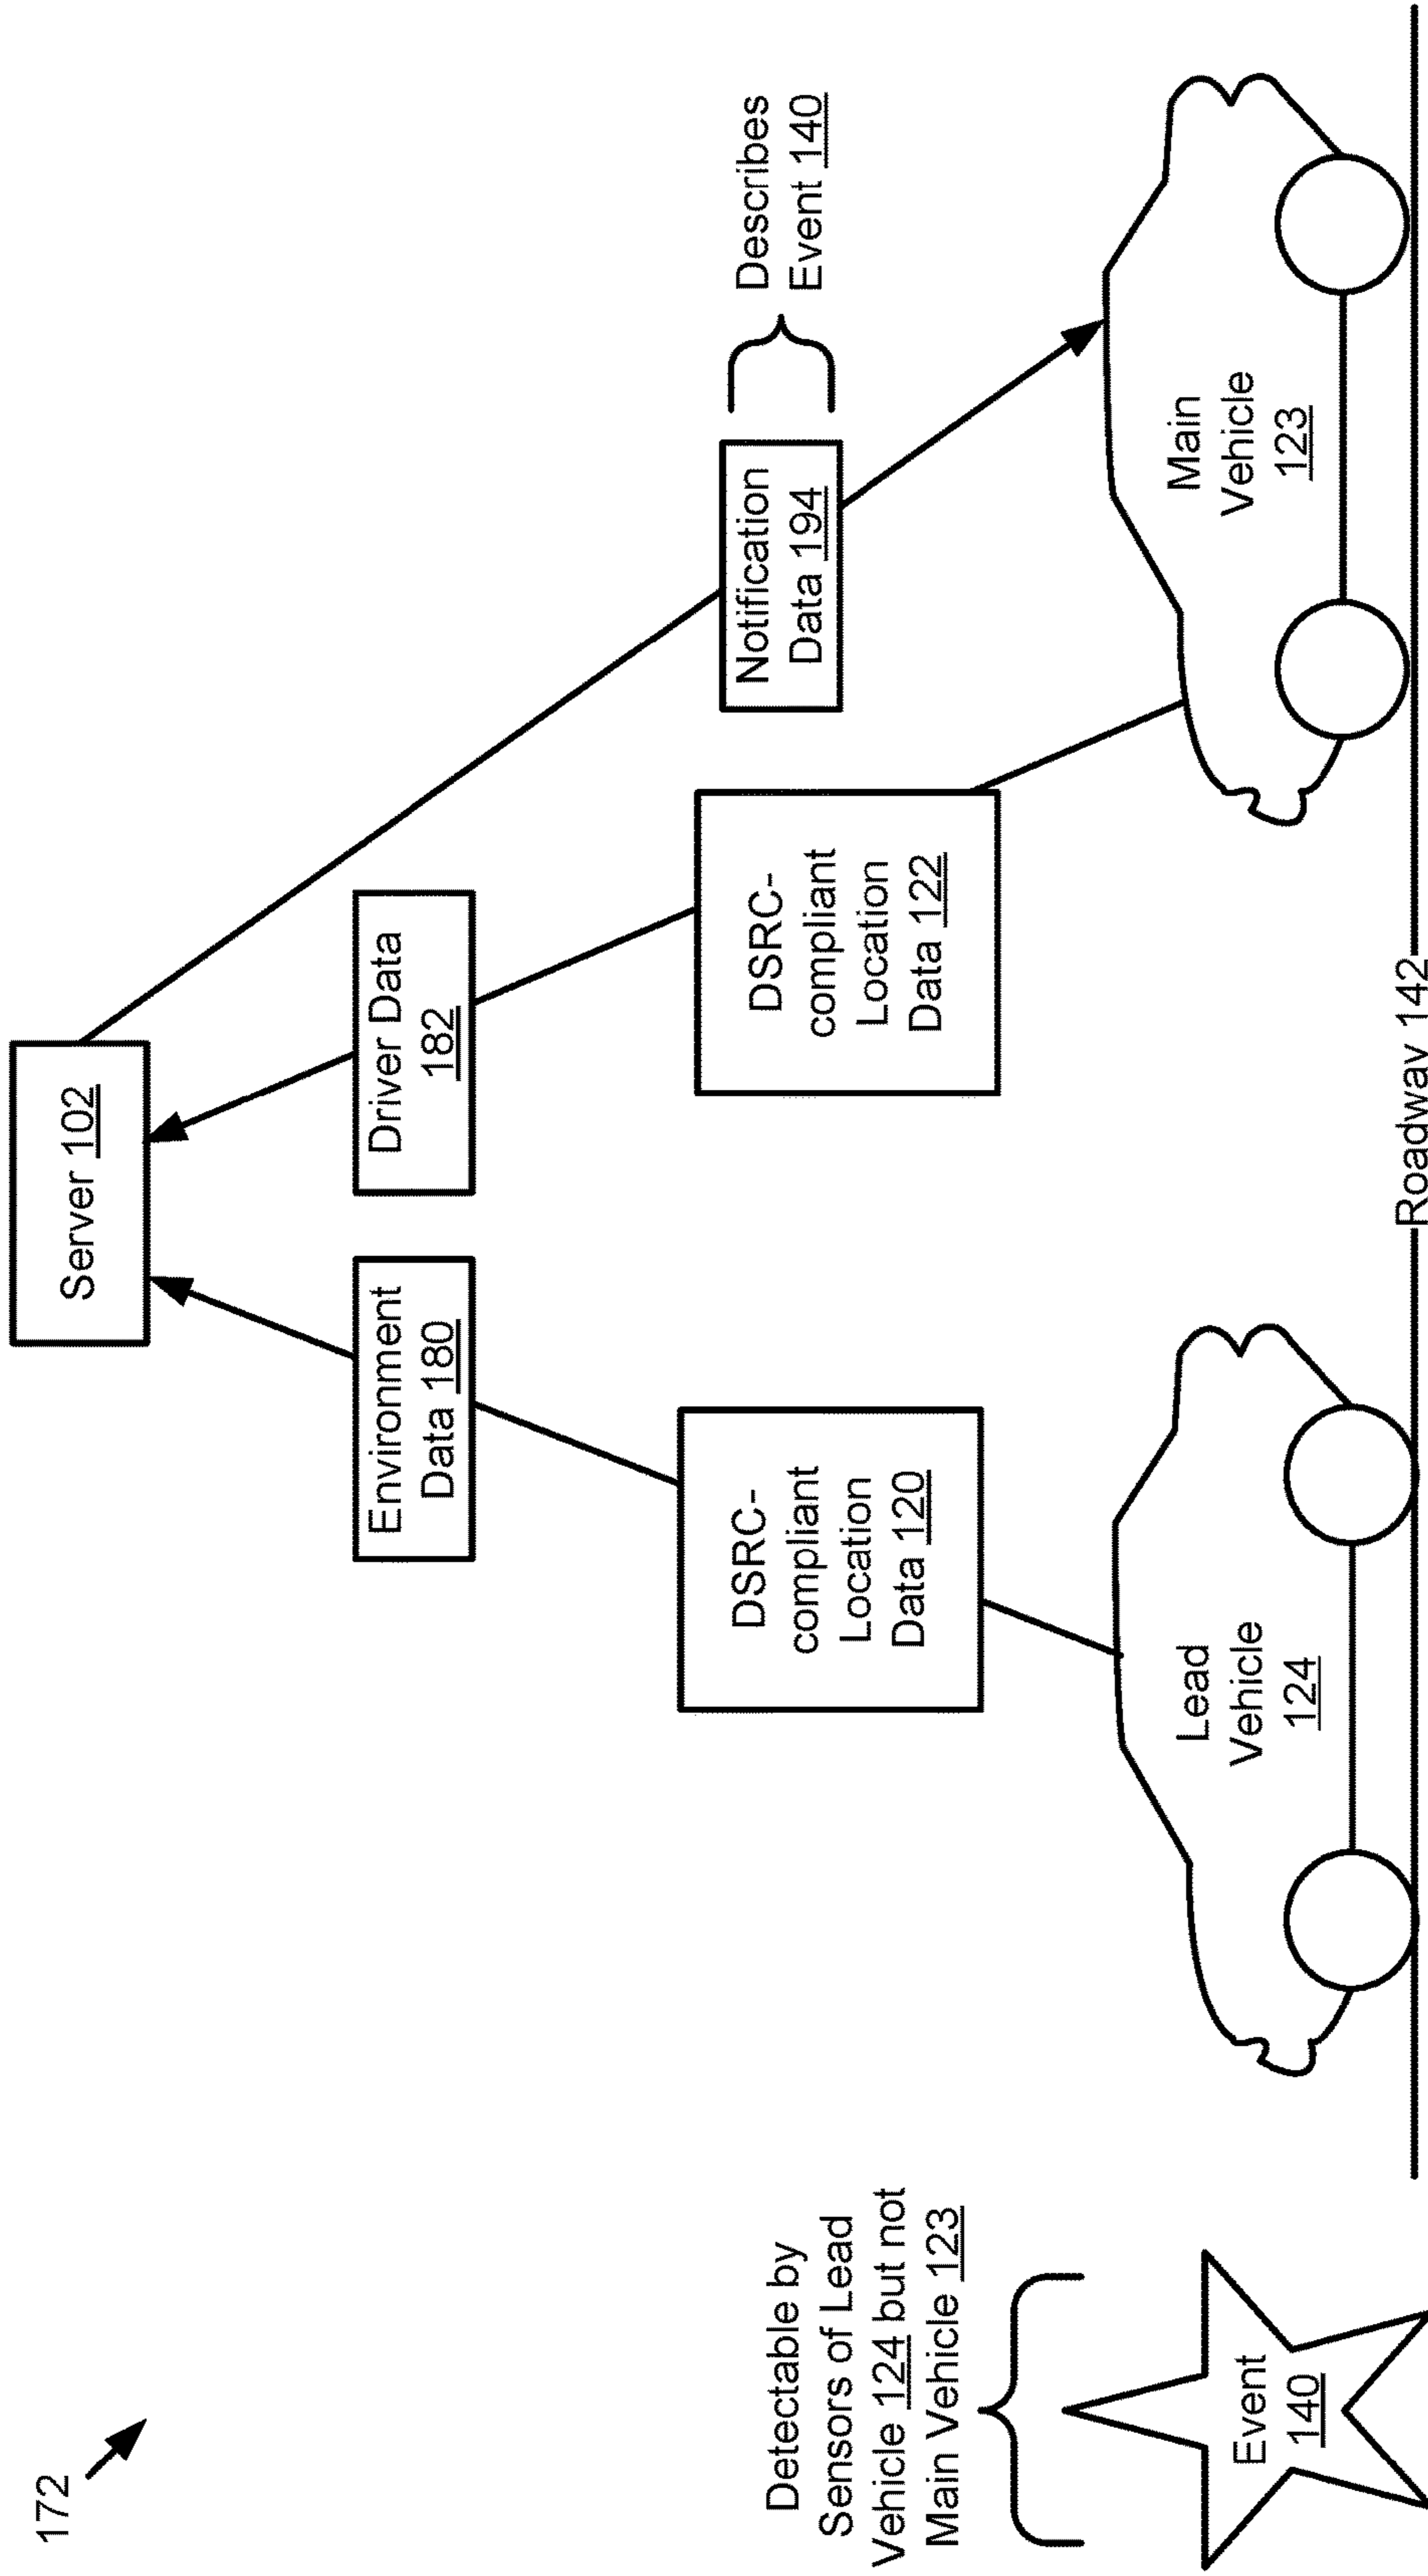 172
Server 102
Environment
Data 180
Driver Data
182
DSRC-
compliant
Location
Data 120
DSRC-
compliant
Location
Data 122
Notification
Data 194
Describes
Event 140
Detectable by
Sensors of Lead
Vehicle 124 but not
Main Vehicle 123
Event
140
Lead
Vehicle
124
Main
Vehicle
123
Roadway 142